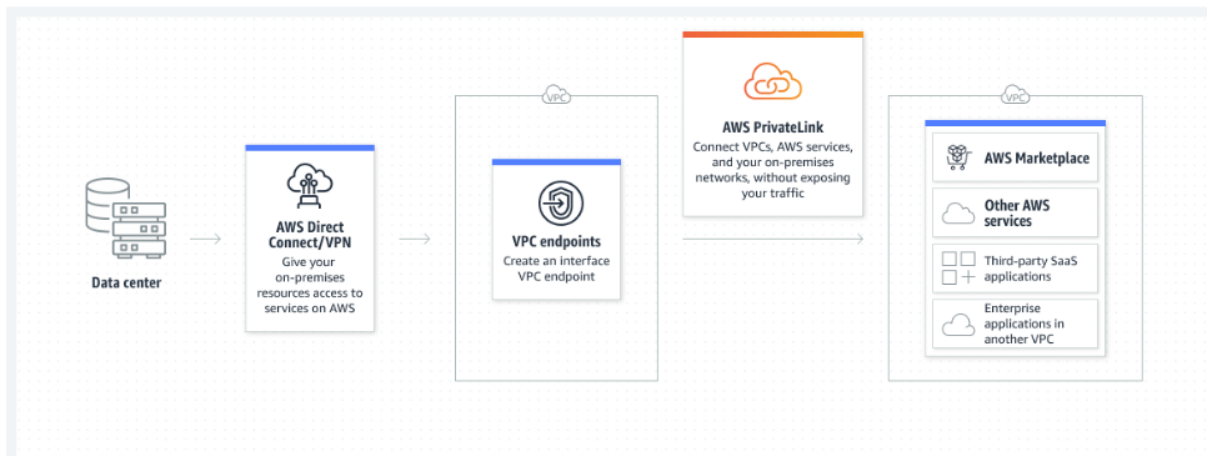 Data center
AWS Direct
Connect/VPN
Give your
on-premises
resources access to
services on AWS
VPC
VPC endpoints
Create an interface
VPC endpoint
AWS PrivateLink
Connect VPCs, AWS services,
and your on-premises
networks, without exposing
your traffic
VPC
AWS Marketplace
Other AWS
services
Third-party SaaS
applications
Enterprise
applications in
another VPC